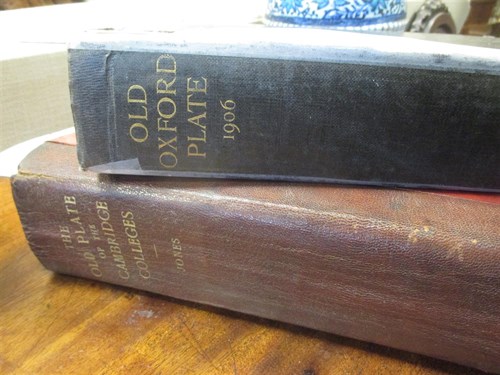 OLD
OXFORD
PLATE
1906
THE
OLD PLATE
OF THE
CAMBRIDGE
COLLEGES
JONES